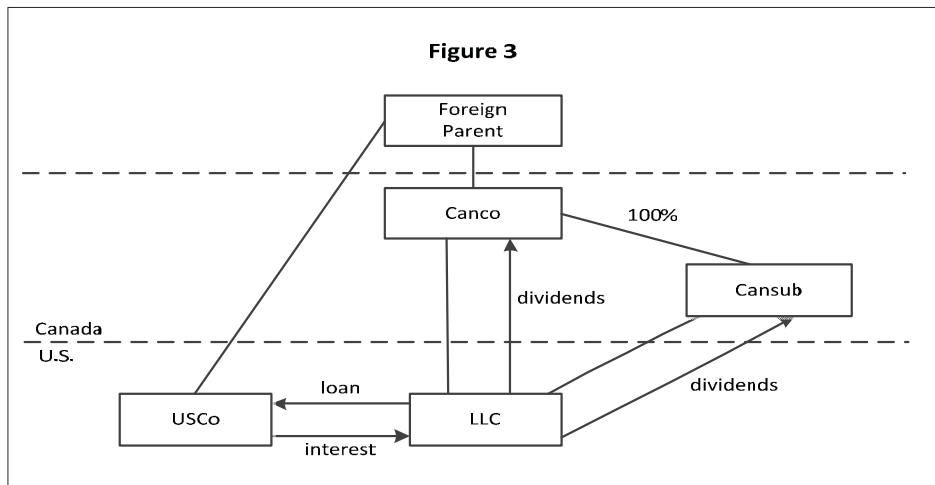 Figure 3
Foreign
Parent
Canco
100%
Cansub
dividends
Canada
U.S.
dividends
loan
USCo
LLC
interest